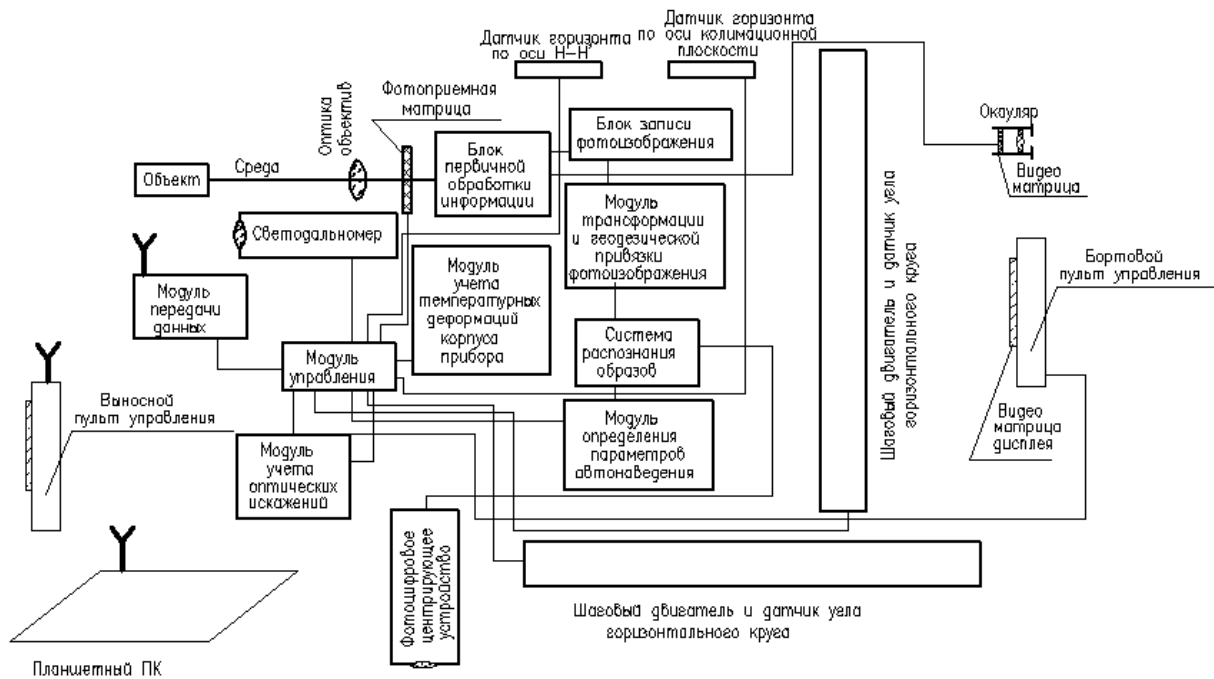 Датчик горизонта
по оси Н-Н
Датчик горизонта
по оси колимационной
плоскости
Оптика
объектив
Фотоприемная
матрица
Блок записи
фотоизображения
Окауляр
Видео
матрица
Объект
Среда
Блок
первичной
обработки
информации
Модуль
трансформации
и геодезической
привязки
фотоизображения
Светодальномер
Модуль
учета
температурных
деформаций
корпуса
прибора
Шаговый двигатель и датчик угла
горизонтального круга
Бортовой
пульт управления
Модуль
передачи
данных
Модуль
управления
Система
распознания
образов
Выносной
пульт управления
Модуль
учета
оптических
искажений
Модуль
определения
параметров
автонаведения
Видео
матрица
дисплея
Фотоцифровое
центрирующее
устройство
Шаговый двигатель и датчик угла
горизонтального круга
Планшетный ПК